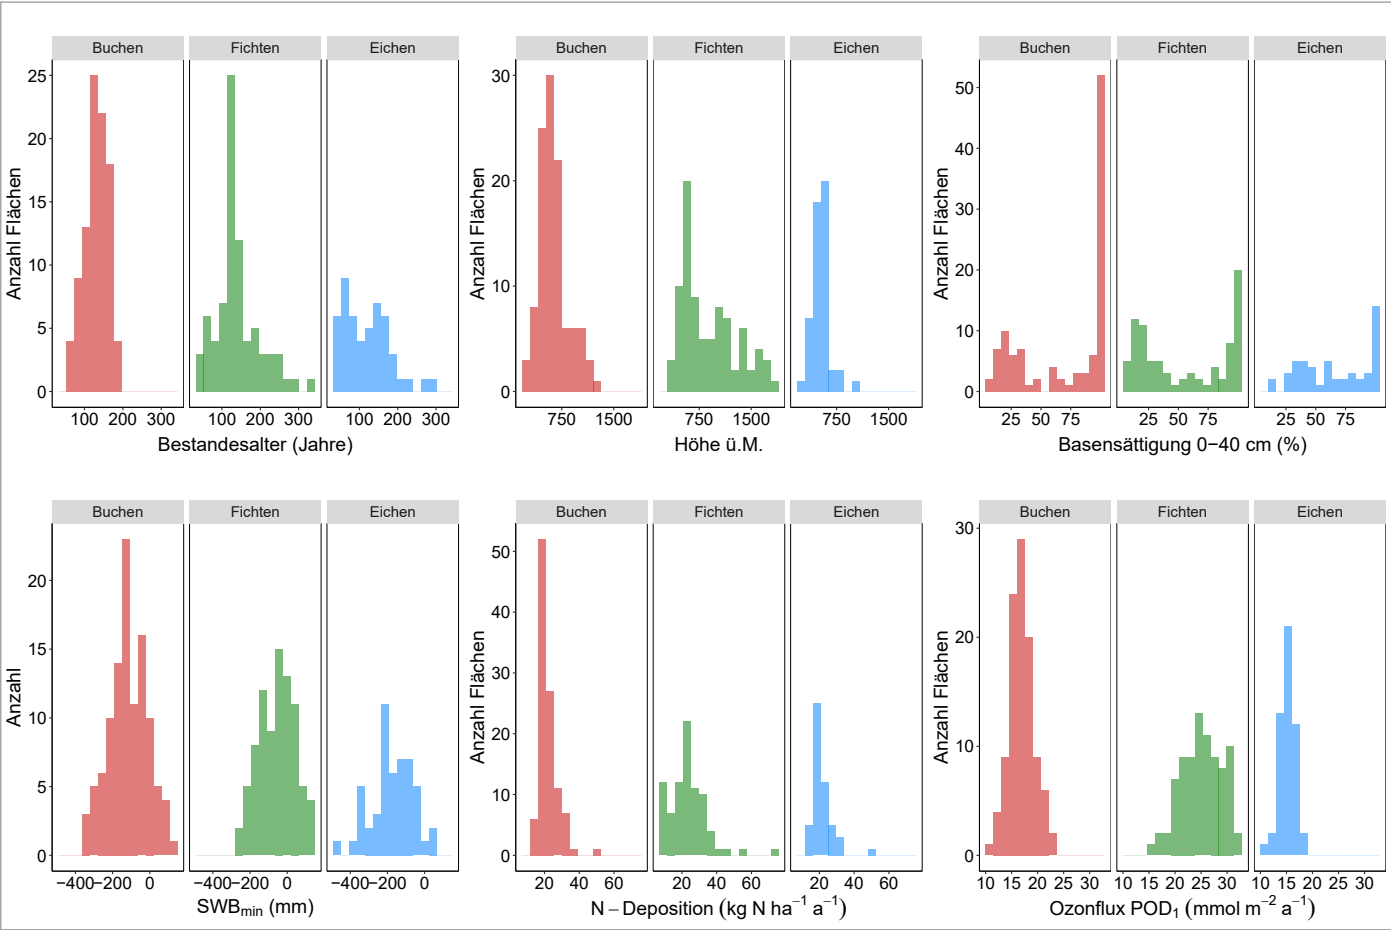 Buchen Fichten Eichen
Anzahl Flächen
25
20
15
10
5
0
100 200 300 100 200 300 100 200 300
Bestandesalter (Jahre)
Buchen Fichten Eichen
Anzahl Flächen
30
20
10
0
750 1500 750 1500 750 1500
Höhe ü.M.
Buchen Fichten Eichen
Anzahl Flächen
50
40
30
20
10
0
25 50 75 25 50 75 25 50 75
Basensättigung 0−40 cm (%)
Buchen Fichten Eichen
Anzahl
20
15
10
5
0
−400−200 0 −400−200 0 −400−200 0
SWBmin (mm)
Buchen Fichten Eichen
Anzahl Flächen
50
40
30
20
10
0
20 40 60 20 40 60 20 40 60
N − Deposition (kg N ha⁻¹ a⁻¹)
Buchen Fichten Eichen
Anzahl Flächen
30
20
10
0
10 15 20 25 30 10 15 20 25 30 10 15 20 25 30
Ozonflux POD₁ (mmol m⁻² a⁻¹)